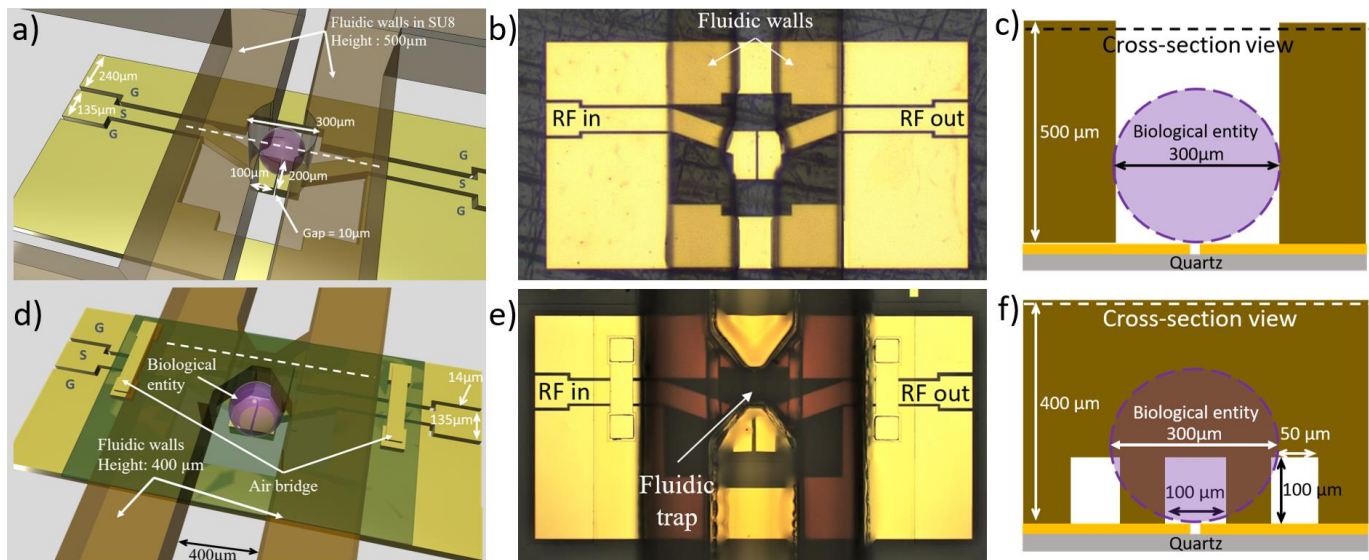 a)
Fluidic walls in SU8
Height : 500µm
240µm
135µm
G
S
G
300µm
100µm
200µm
Gap = 10µm
G
S
G
b)
Fluidic walls
RF in
RF out
c)
Cross-section view
500 µm
Biological entity
300µm
Quartz
d)
G
S
G
Biological
entity
14µm
135µm
Fluidic walls
Height: 400 µm
Air bridge
400µm
e)
RF in
RF out
Fluidic
trap
f)
Cross-section view
400 µm
Biological entity
300µm
50 µm
100 µm
100 µm
Quartz